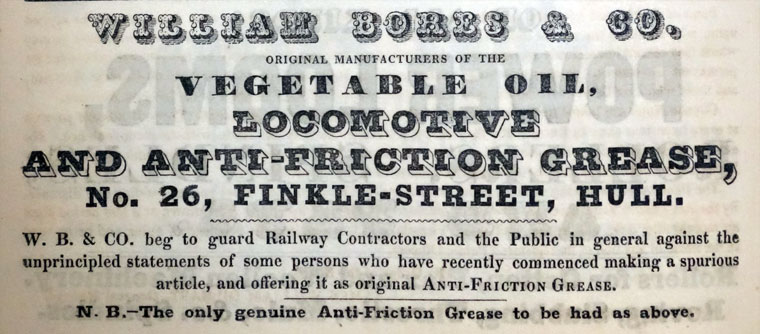 WILLIAM BORES & CO.
ORIGINAL MANUFACTURERS OF THE
VEGETABLE OIL,
LOCOMOTIVE
AND ANTI-FRICTION GREASE,
No. 26, FINKLE-STREET, HULL.
W. B. & CO. beg to guard Railway Contractors and the Public in general against the
unprincipled statements of some persons who have recently commenced making a spurious
article, and offering it as original ANTI-FRICTION GREASE.
N. B.—The only genuine Anti-Friction Grease to be had as above.